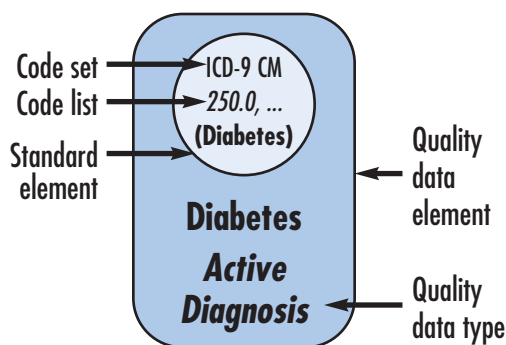 Code set
Code list
Standard
element
ICD-9 CM
250.0, ...
(Diabetes)
Diabetes
Active
Diagnosis
Quality
data
element
Quality
data type